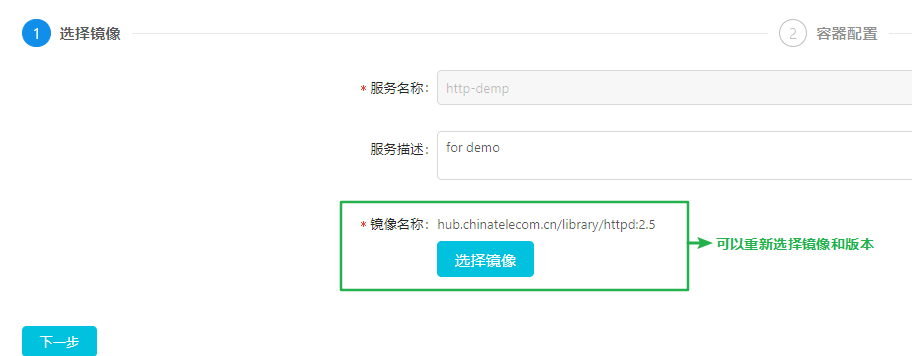 1 选择镜像 2 容器配置
* 服务名称: http-demp
服务描述: for demo
* 镜像名称: hub.chinatelecom.cn/library/httpd:2.5
选择镜像
可以重新选择镜像和版本
下一步